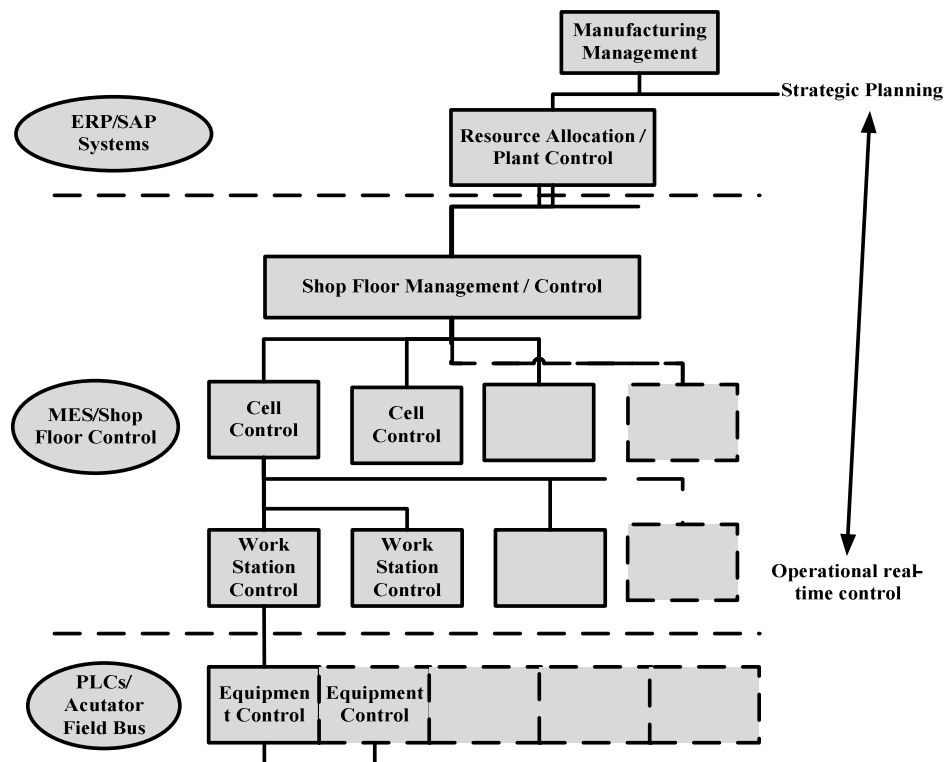 Manufacturing
Management
Strategic Planning
ERP/SAP
Systems
Resource Allocation /
Plant Control
Shop Floor Management / Control
MES/Shop
Floor Control
Cell
Control
Cell
Control
Work
Station
Control
Work
Station
Control
Operational real-
time control
PLCs/
Acutator
Field Bus
Equipmen
t Control
Equipment
Control